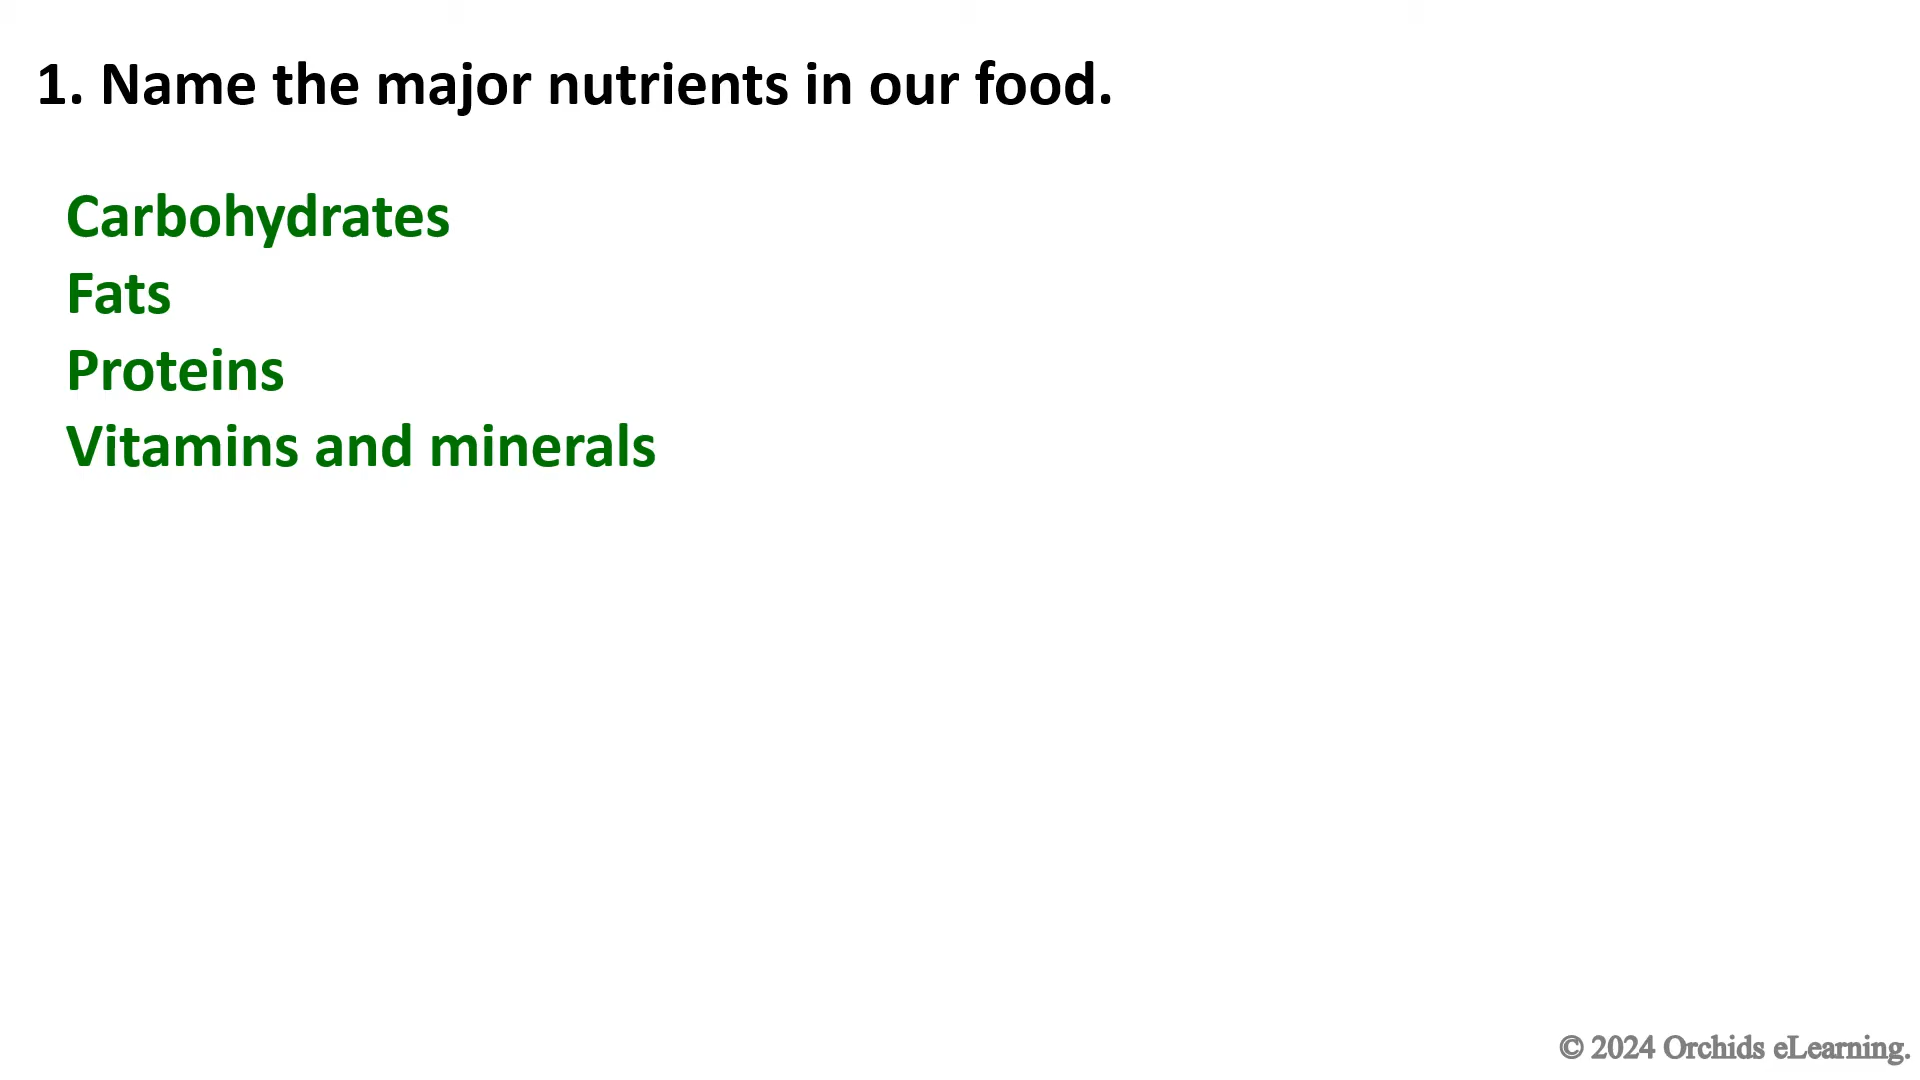 1. Name the major nutrients in our food.
Carbohydrates
Fats
Proteins
Vitamins and minerals
© 2024 Orchids eLearning.